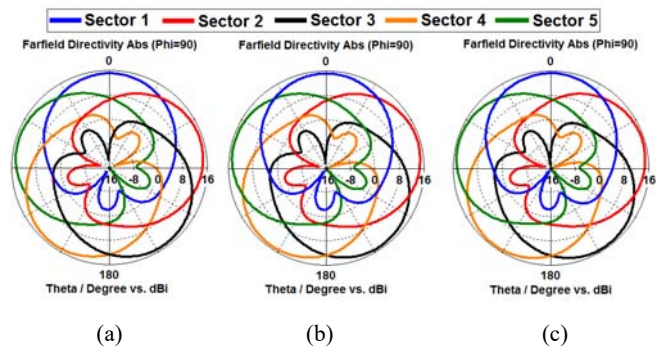 Sector 1 Sector 2 Sector 3 Sector 4 Sector 5
Farfield Directivity Abs (Phi=90) Farfield Directivity Abs (Phi=90) Farfield Directivity Abs (Phi=90)
0 0 0
16 -8 0 8 16 16 -8 0 8 16 16 -8 0 8 16
180 180 180
Theta / Degree vs. dBi Theta / Degree vs. dBi Theta / Degree vs. dBi
(a) (b) (c)